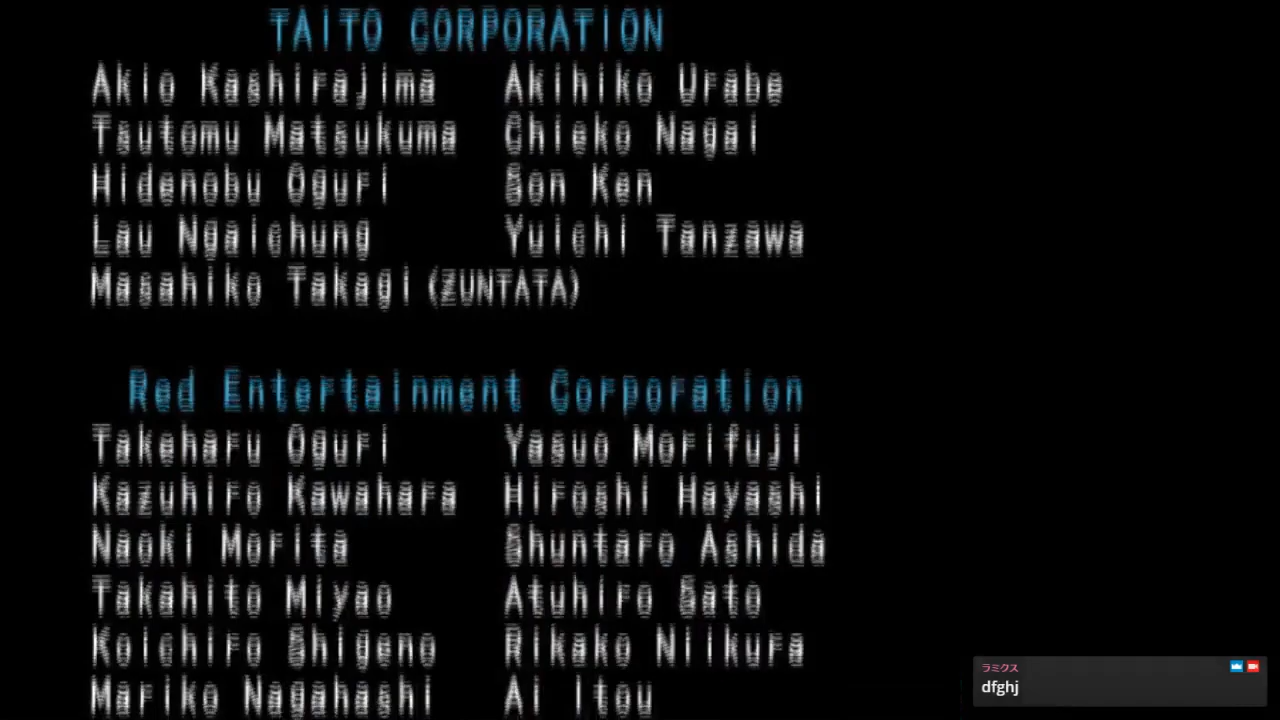 TAITO CORPORATION
Akio Kashirajima Akihiko Urabe
Tsutomu Matsukuma Chieko Nagai
Hidenobu Oguri Son Ken
Lau Ngaichung Yuichi Tanzawa
Masahiko Takagi (ZUNTATA)
Red Entertainment Corporation
Takeharu Oguri Yasuo Morifuji
Kazuhiro Kawahara Hiroshi Hayashi
Naoki Morita Shuntaro Ashida
Takahito Miyao Atuhiro Sato
Koichiro Shigeno Rikako Niikura
Mariko Nagahashi Ai Itou
ラミクス
dfghj